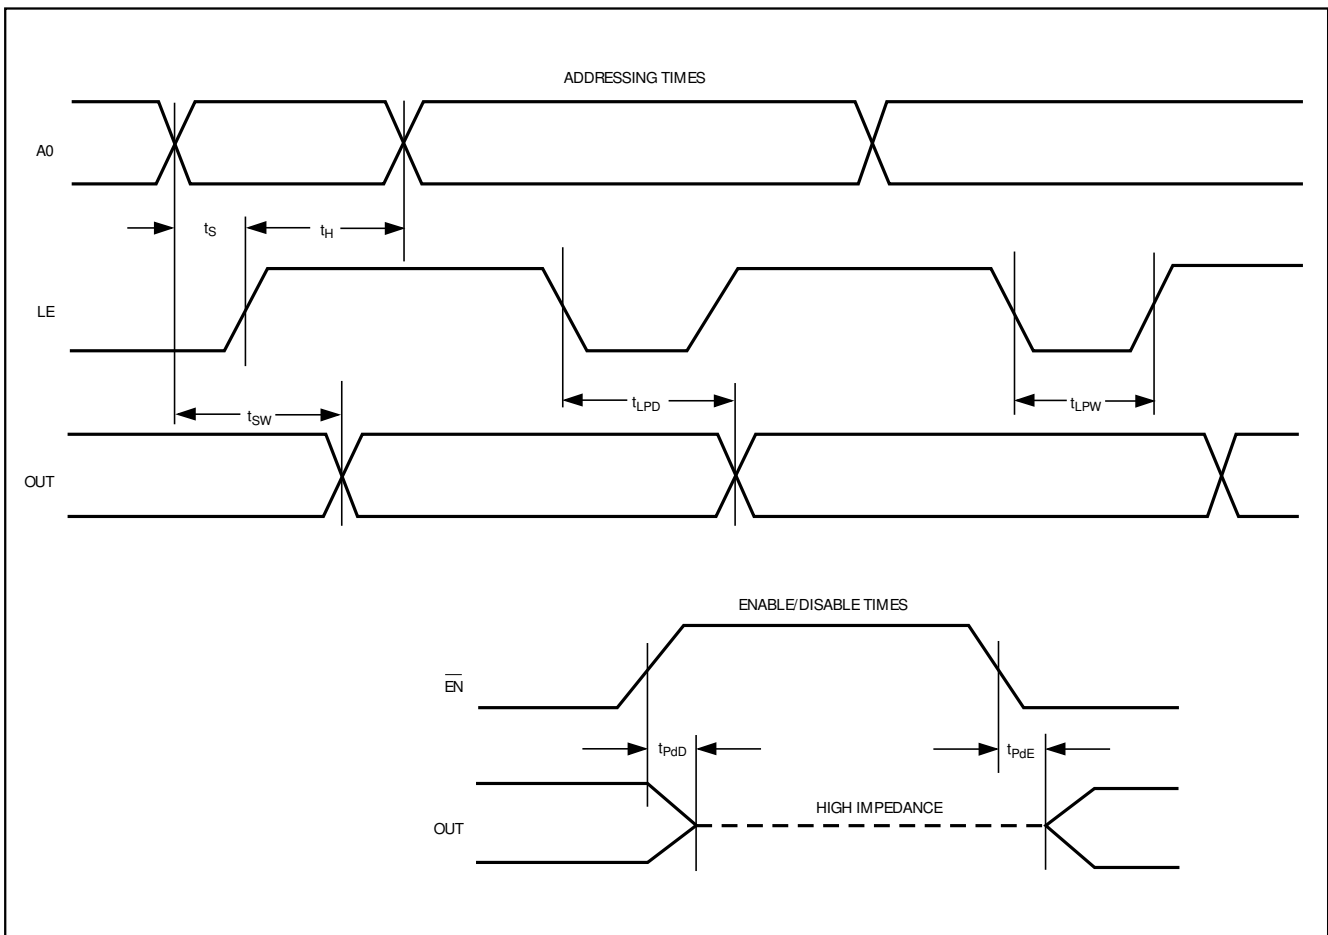 ADDRESSING TIMES
A0
tS
tH
LE
tLPD
tLPW
tSW
OUT
ENABLE/DISABLE TIMES
EN
tPdD
tPdE
HIGH IMPEDANCE
OUT